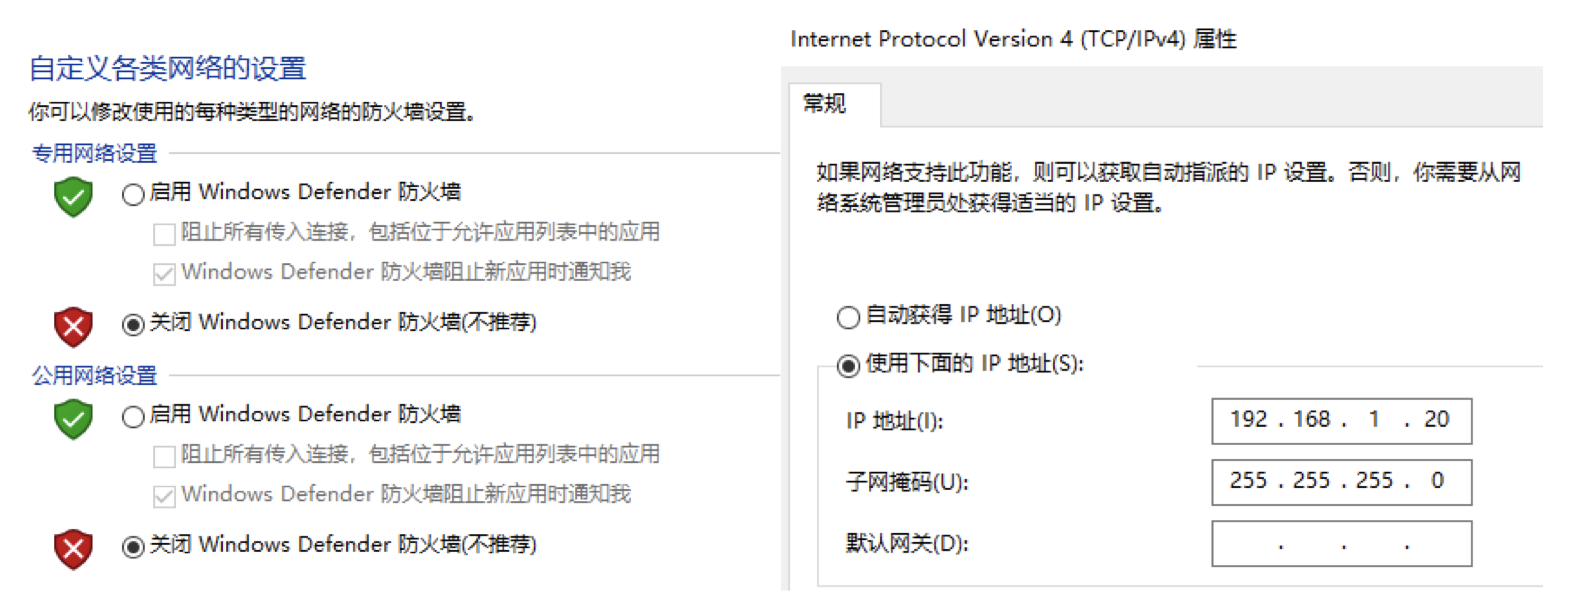 自定义各类网络的设置
你可以修改使用的每种类型的网络的防火墙设置。
专用网络设置
启用 Windows Defender 防火墙
阻止所有传入连接，包括位于允许应用列表中的应用
Windows Defender 防火墙阻止新应用时通知我
关闭 Windows Defender 防火墙(不推荐)
公用网络设置
启用 Windows Defender 防火墙
阻止所有传入连接，包括位于允许应用列表中的应用
Windows Defender 防火墙阻止新应用时通知我
关闭 Windows Defender 防火墙(不推荐)
Internet Protocol Version 4 (TCP/IPv4) 属性
常规
如果网络支持此功能，则可以获取自动指派的 IP 设置。否则，你需要从网
络系统管理员处获得适当的 IP 设置。
自动获得 IP 地址(O)
使用下面的 IP 地址(S):
IP 地址(I): 192 . 168 . 1 . 20
子网掩码(U): 255 . 255 . 255 . 0
默认网关(D): . . .